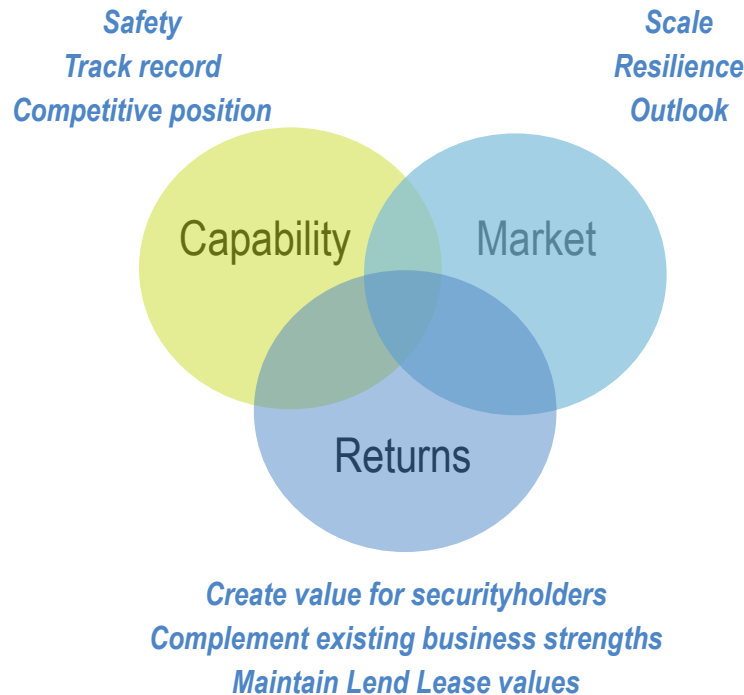 Safety
Track record
Competitive position
Scale
Resilience
Outlook
Capability
Market
Returns
Create value for securityholders
Complement existing business strengths
Maintain Lend Lease values